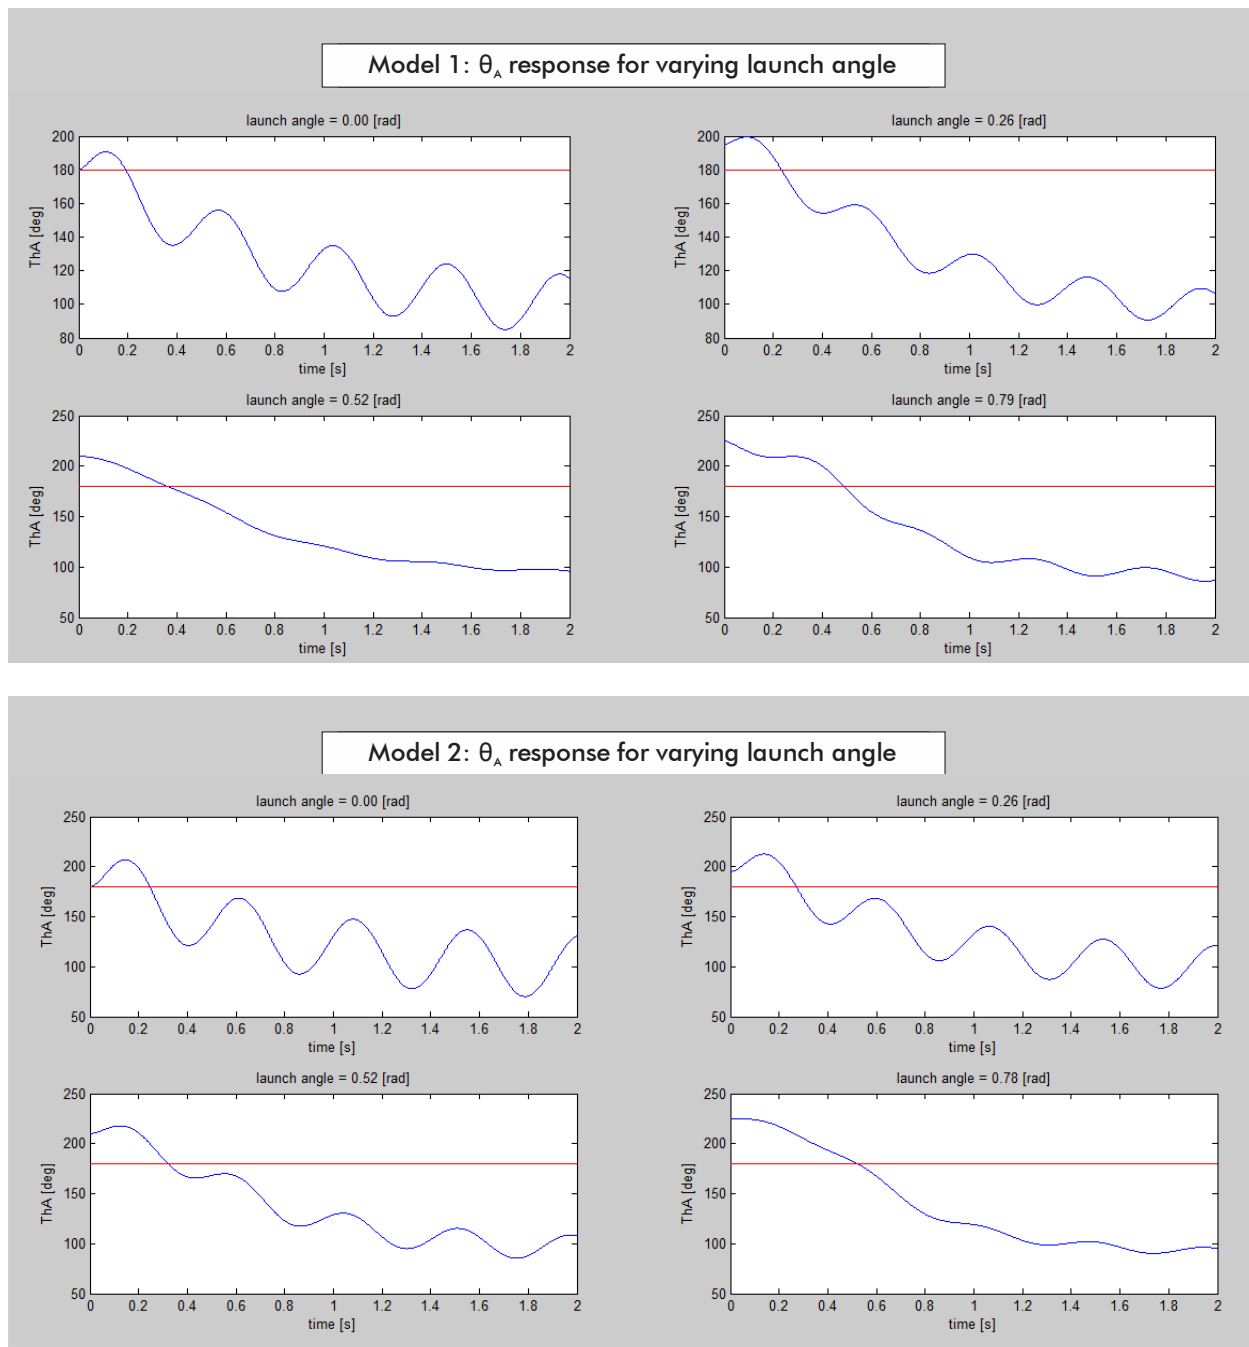 Model 1: θA response for varying launch angle
launch angle = 0.00 [rad]
200
180
160
140
120
100
80
ThA [deg]
0 0.2 0.4 0.6 0.8 1 1.2 1.4 1.6 1.8 2
time [s]
launch angle = 0.26 [rad]
200
180
160
140
120
100
80
ThA [deg]
0 0.2 0.4 0.6 0.8 1 1.2 1.4 1.6 1.8 2
time [s]
launch angle = 0.52 [rad]
250
200
150
100
50
ThA [deg]
0 0.2 0.4 0.6 0.8 1 1.2 1.4 1.6 1.8 2
time [s]
launch angle = 0.79 [rad]
250
200
150
100
50
ThA [deg]
0 0.2 0.4 0.6 0.8 1 1.2 1.4 1.6 1.8 2
time [s]
Model 2: θA response for varying launch angle
launch angle = 0.00 [rad]
250
200
150
100
50
ThA [deg]
0 0.2 0.4 0.6 0.8 1 1.2 1.4 1.6 1.8 2
time [s]
launch angle = 0.26 [rad]
250
200
150
100
50
ThA [deg]
0 0.2 0.4 0.6 0.8 1 1.2 1.4 1.6 1.8 2
time [s]
launch angle = 0.52 [rad]
250
200
150
100
50
ThA [deg]
0 0.2 0.4 0.6 0.8 1 1.2 1.4 1.6 1.8 2
time [s]
launch angle = 0.78 [rad]
250
200
150
100
50
ThA [deg]
0 0.2 0.4 0.6 0.8 1 1.2 1.4 1.6 1.8 2
time [s]